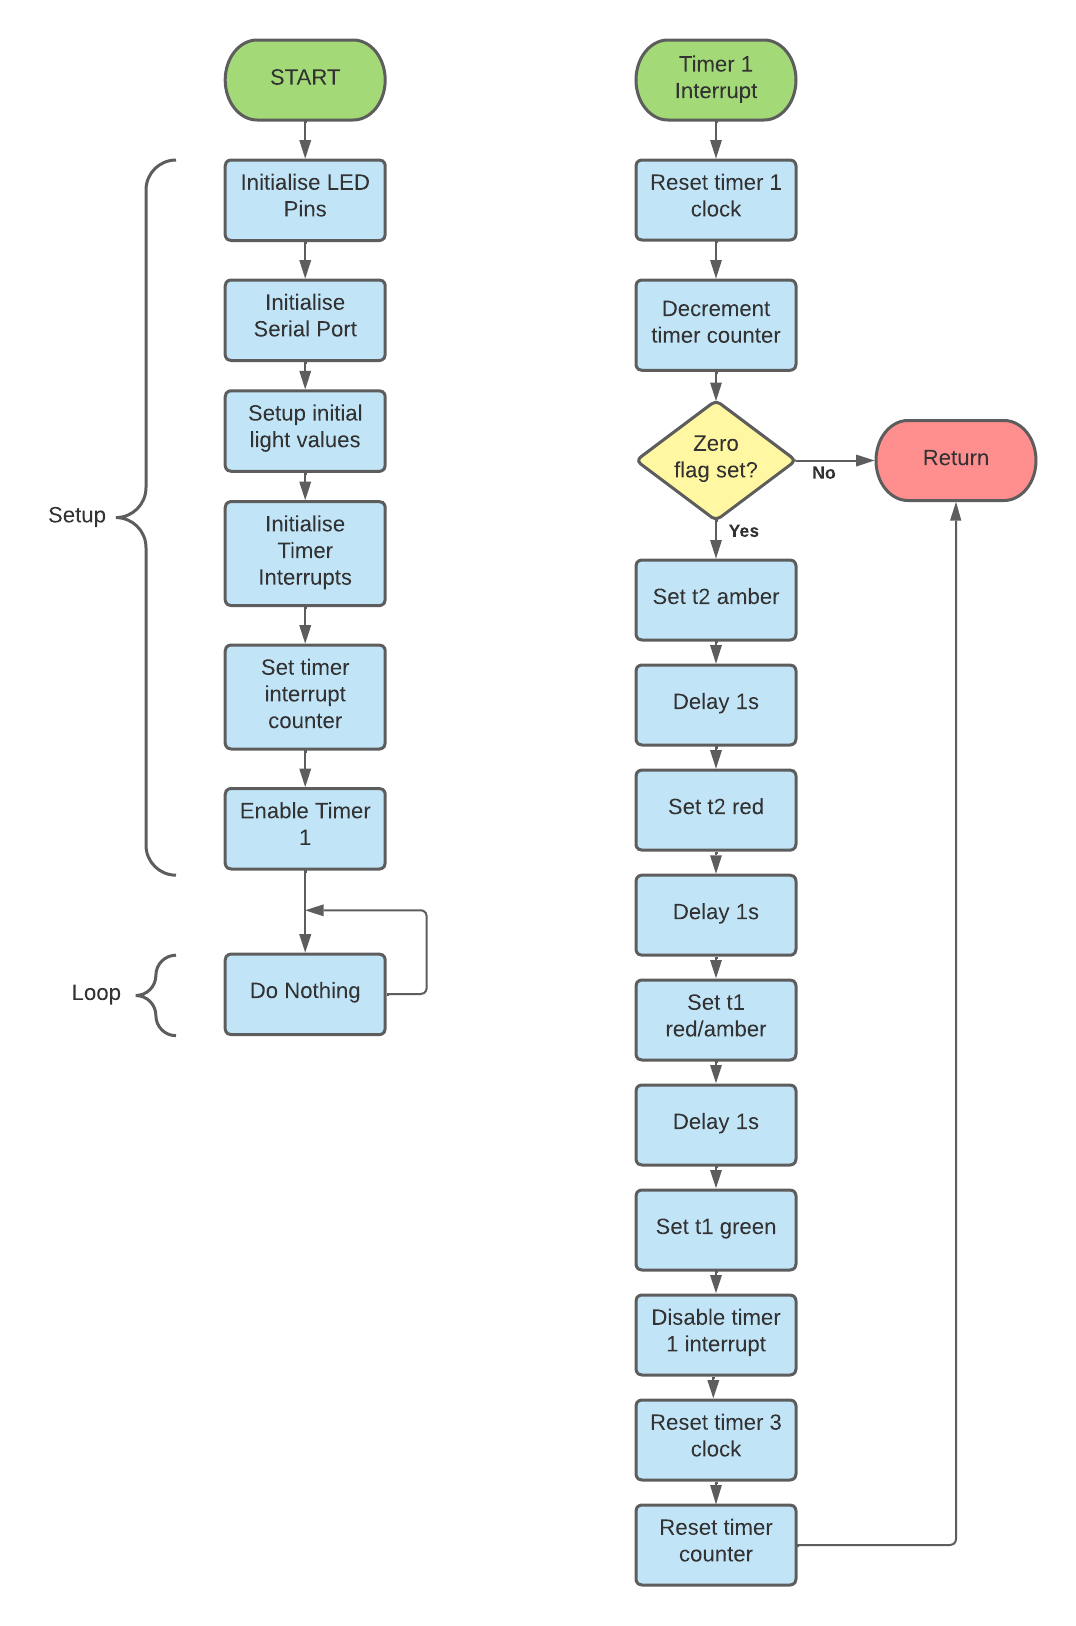 START
Setup
Initialise LED
Pins
Initialise
Serial Port
Setup initial
light values
Initialise
Timer
Interrupts
Set timer
interrupt
counter
Enable Timer
1
Loop
Do Nothing
Timer 1
Interrupt
Reset timer 1
clock
Decrement
timer counter
Zero
flag set?
No
Return
Yes
Set t2 amber
Delay 1s
Set t2 red
Delay 1s
Set t1
red/amber
Delay 1s
Set t1 green
Disable timer
1 interrupt
Reset timer 3
clock
Reset timer
counter